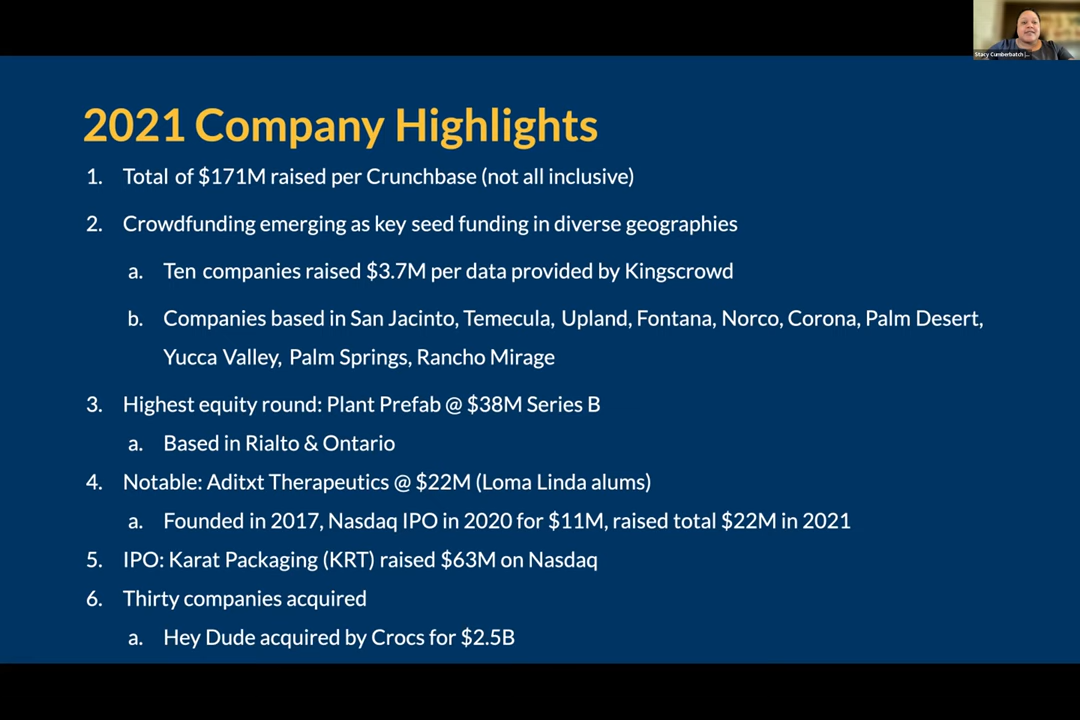 Stacy Cumberbatch |...
2021 Company Highlights
1. Total of $171M raised per Crunchbase (not all inclusive)
2. Crowdfunding emerging as key seed funding in diverse geographies
a. Ten companies raised $3.7M per data provided by Kingscrowd
b. Companies based in San Jacinto, Temecula, Upland, Fontana, Norco, Corona, Palm Desert,
Yucca Valley, Palm Springs, Rancho Mirage
3. Highest equity round: Plant Prefab @ $38M Series B
a. Based in Rialto & Ontario
4. Notable: Aditxt Therapeutics @ $22M (Loma Linda alums)
a. Founded in 2017, Nasdaq IPO in 2020 for $11M, raised total $22M in 2021
5. IPO: Karat Packaging (KRT) raised $63M on Nasdaq
6. Thirty companies acquired
a. Hey Dude acquired by Crocs for $2.5B